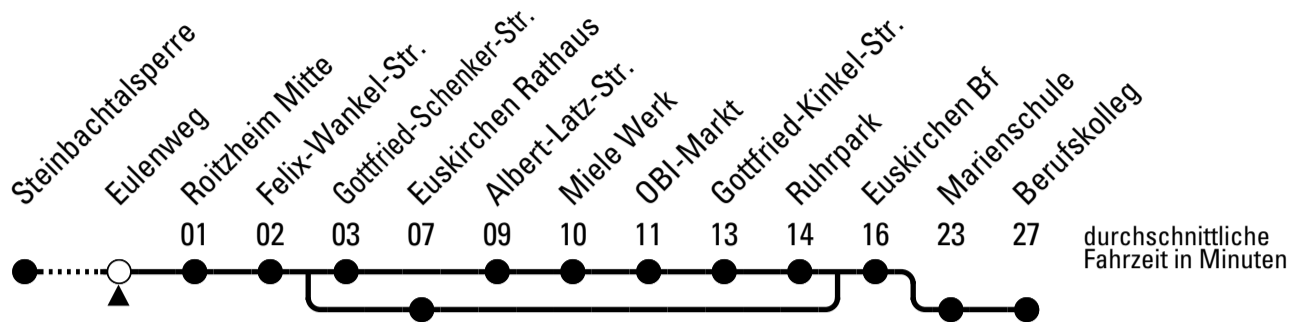 Steinbachtalsperre
Eulenweg
Roitzheim Mitte
Felix-Wankel-Str.
Gottfried-Schenker-Str.
Euskirchen Rathaus
Albert-Latz-Str.
Miele Werk
OBI-Markt
Gottfried-Kinkel-Str.
Ruhrpark
Euskirchen Bf
Marienschule
Berufskolleg
01 02 03 07 09 10 11 13 14 16 23 27
durchschnittliche
Fahrzeit in Minuten